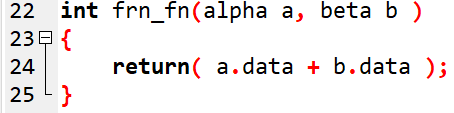 22 int frn_fn(alpha a, beta b )
23 {
24 return( a.data + b.data );
25 }